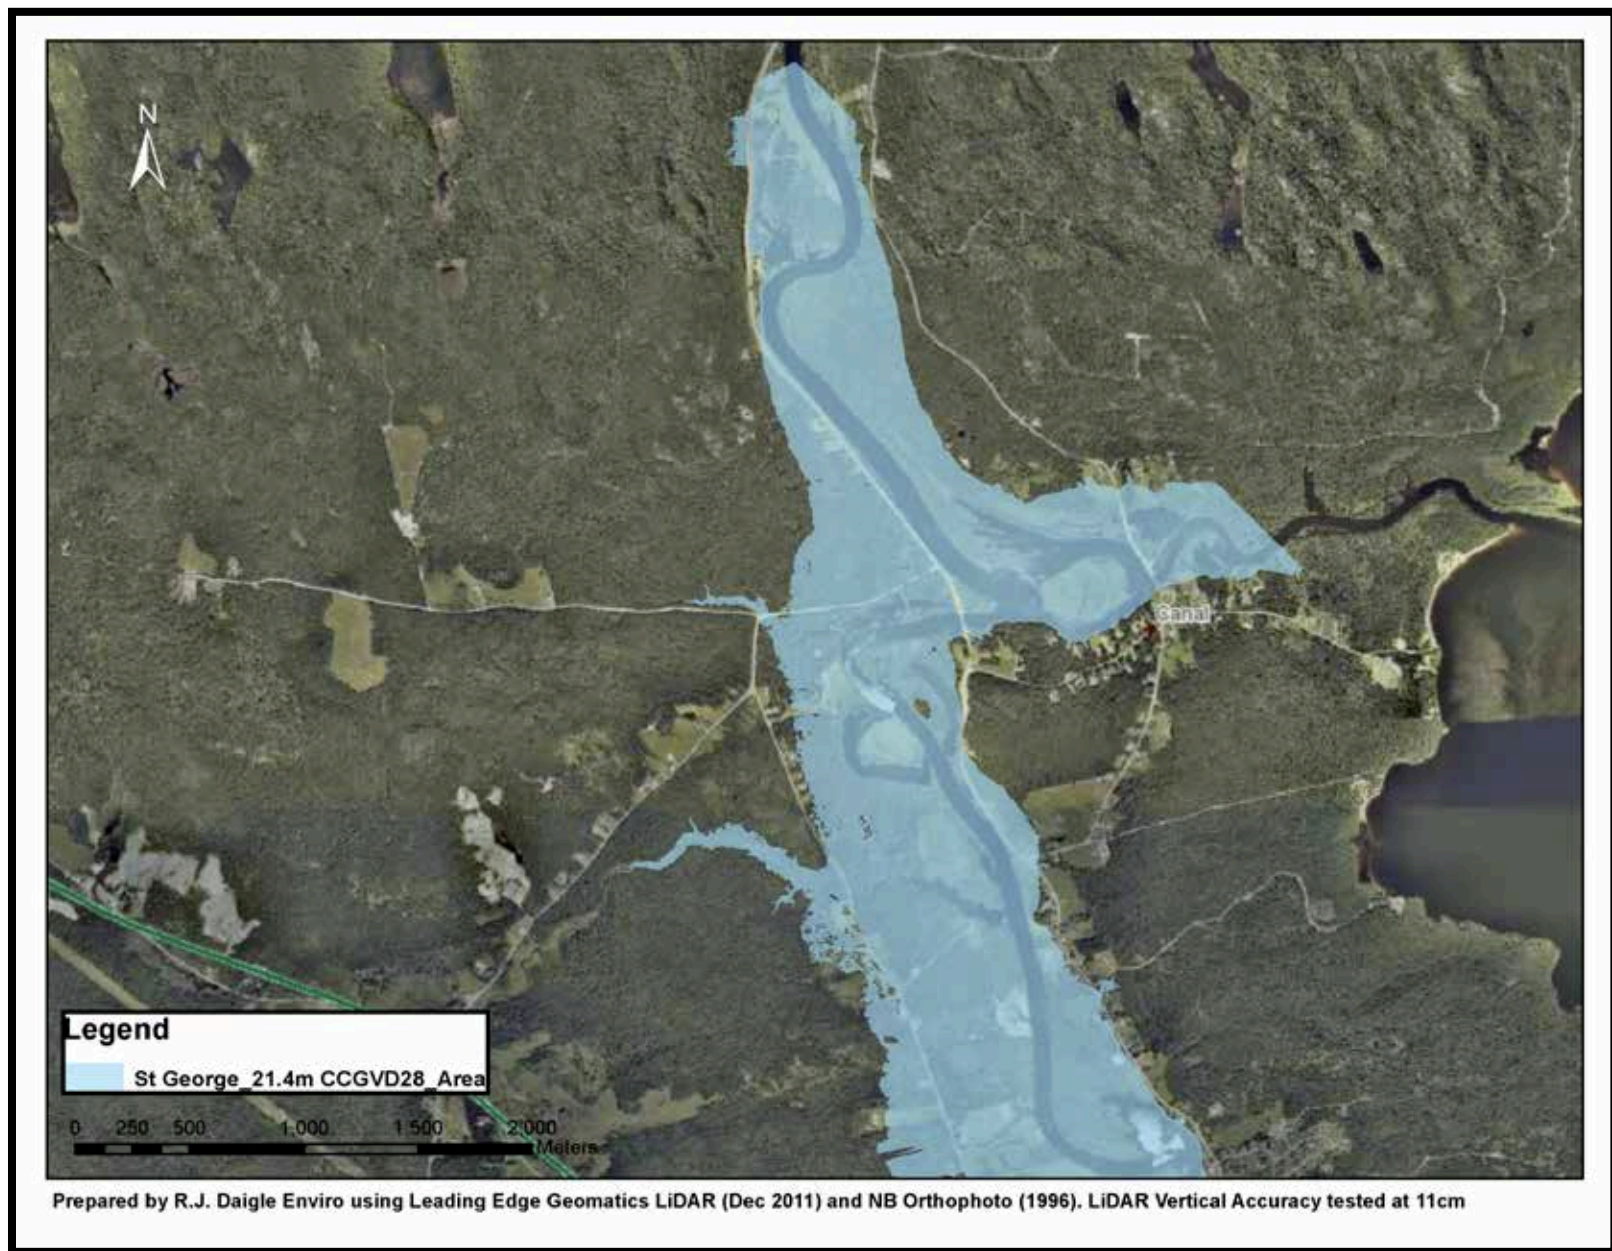 N
Canal
Legend
St George_21.4m CCGVD28_Area
0 250 500 1,000 1 500 2,000
Meters
Prepared by R.J. Daigle Enviro using Leading Edge Geomatics LiDAR (Dec 2011) and NB Orthophoto (1996). LiDAR Vertical Accuracy tested at 11cm